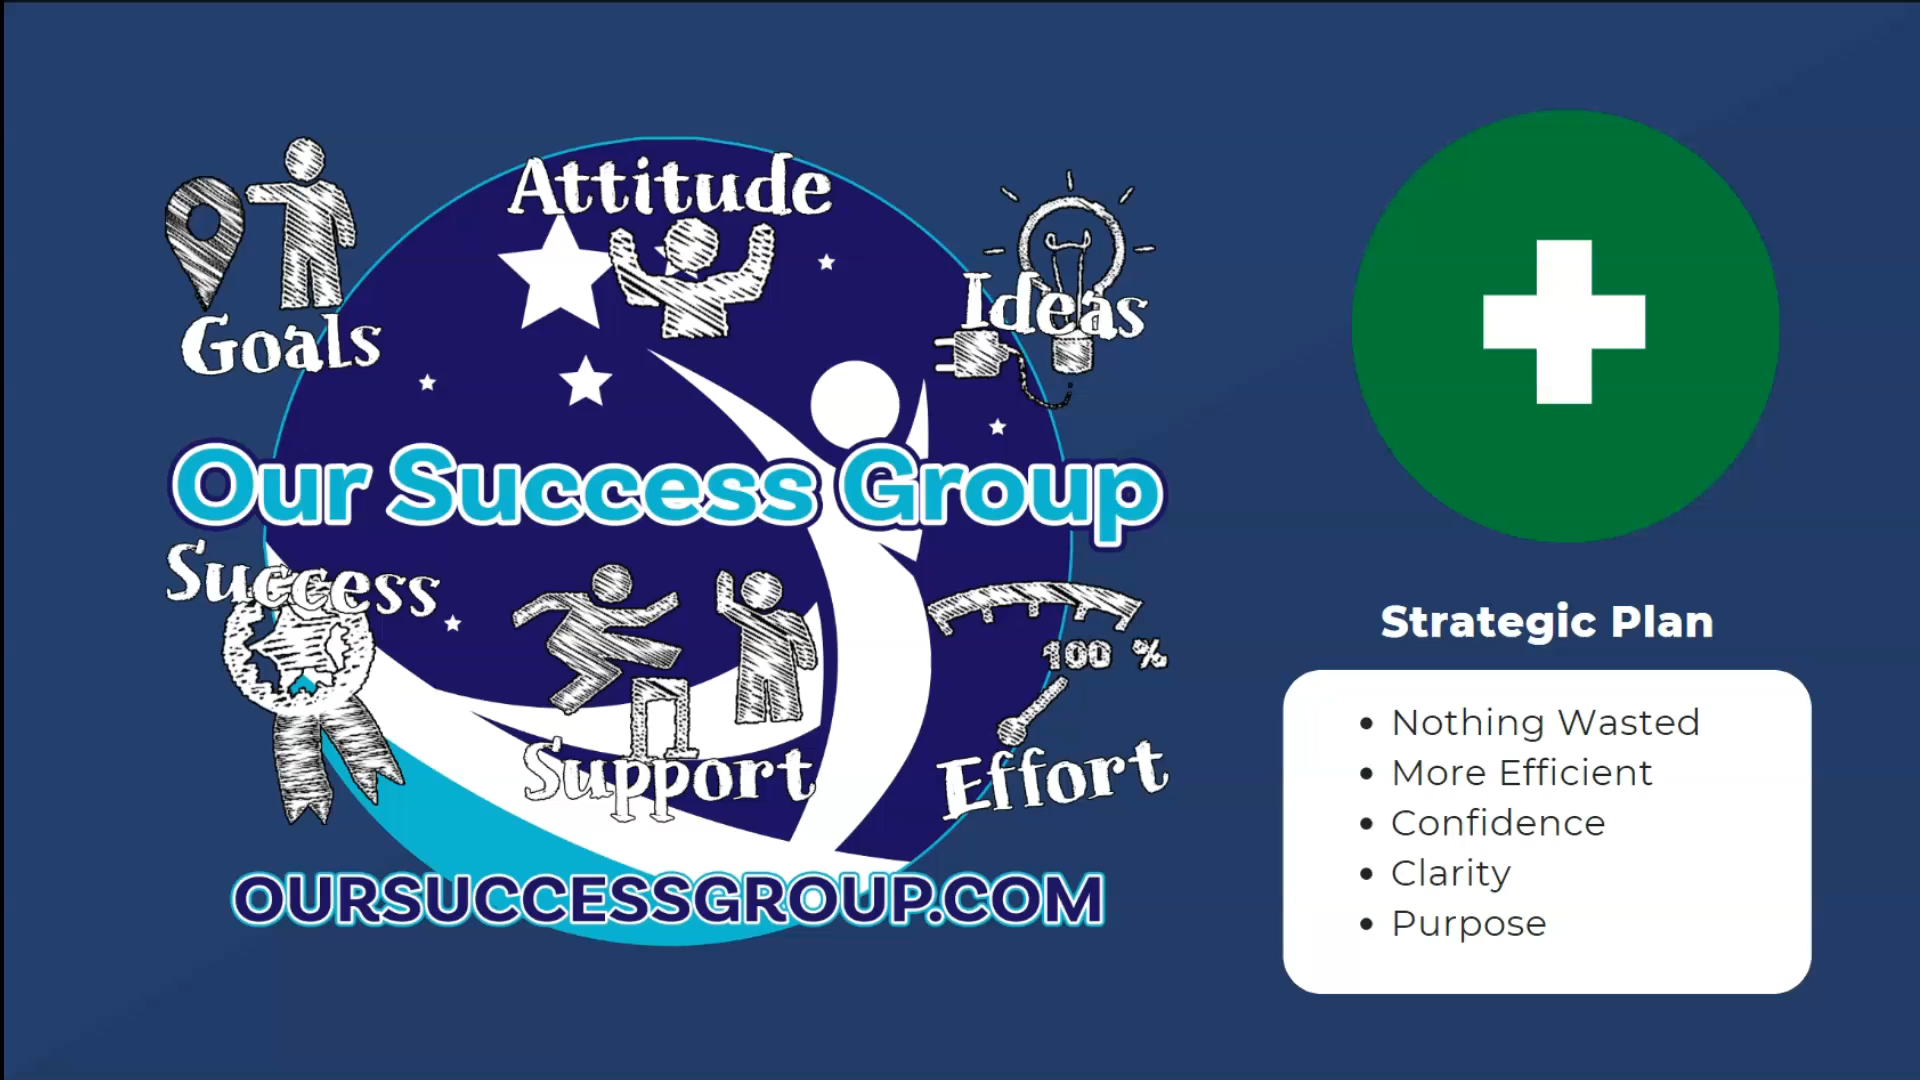 Goals
Attitude
Ideas
Our Success Group
Success
Support
100 %
Effort
OURSUCCESSGROUP.COM
Strategic Plan
• Nothing Wasted
• More Efficient
• Confidence
• Clarity
• Purpose